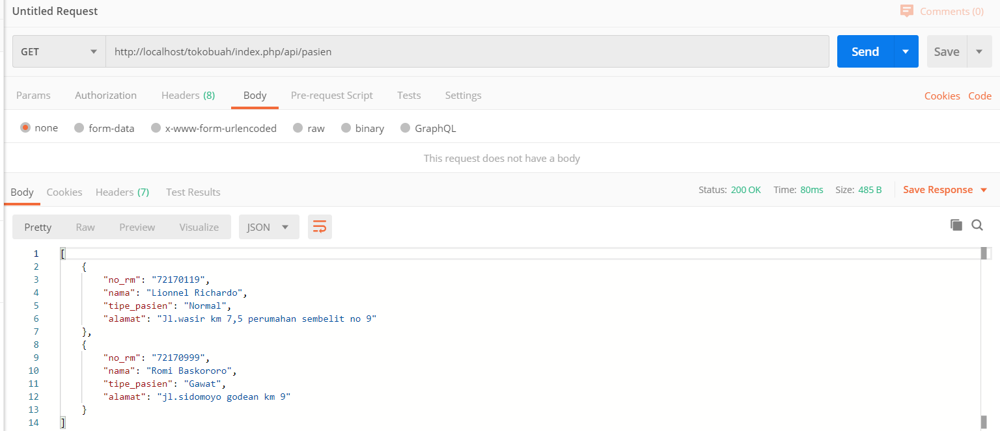 Untitled Request
Comments (0)
GET http://localhost/tokobuah/index.php/api/pasien Send Save
Params Authorization Headers (8) Body Pre-request Script Tests Settings Cookies Code
none form-data x-www-form-urlencoded raw binary GraphQL
This request does not have a body
Body Cookies Headers (7) Test Results Status: 200 OK Time: 80ms Size: 485 B Save Response
Pretty Raw Preview Visualize JSON
1 [
2 {
3 "no_rm": "72170119",
4 "nama": "Lionnel Richardo",
5 "tipe_pasien": "Normal",
6 "alamat": "Jl.wasir km 7,5 perumahan sembelit no 9"
7 },
8 {
9 "no_rm": "72170999",
10 "nama": "Romi Baskororo",
11 "tipe_pasien": "Gawat",
12 "alamat": "jl.sidomoyo godean km 9"
13 }
14 ]